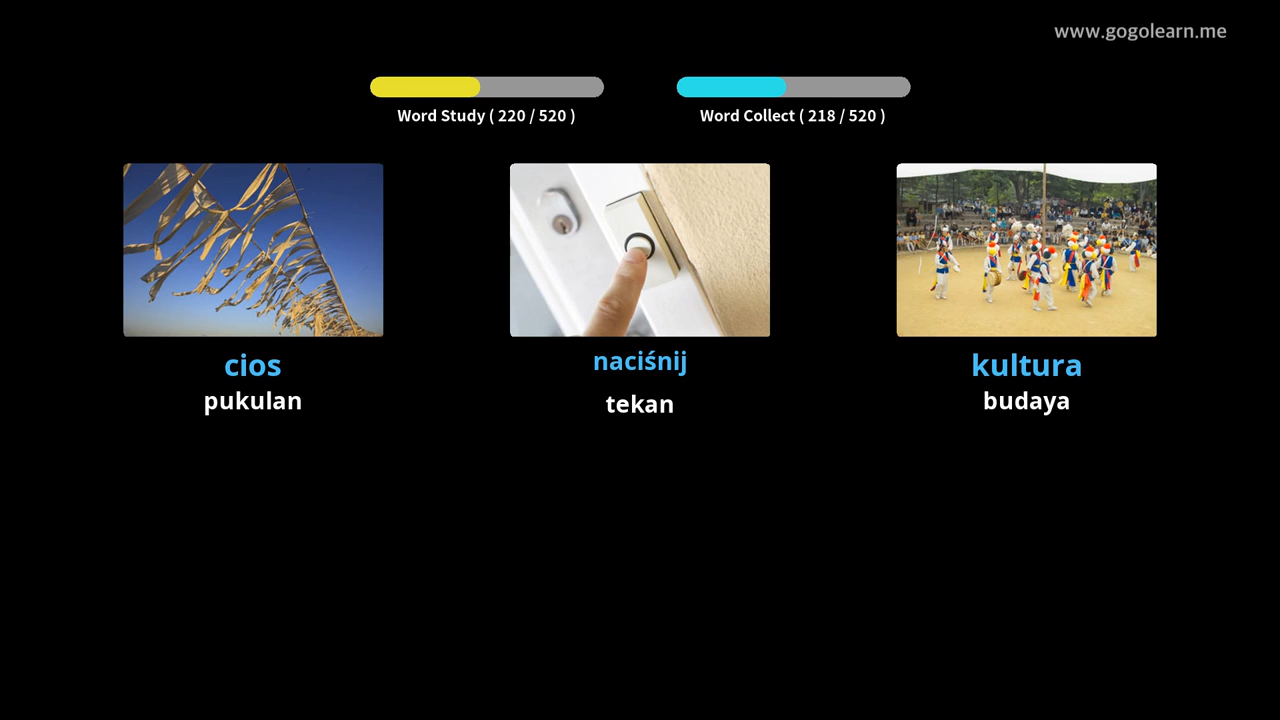 www.gogolearn.me
Word Study ( 220 / 520 )
Word Collect ( 218 / 520 )
cios
pukulan
naciśnij
tekan
kultura
budaya